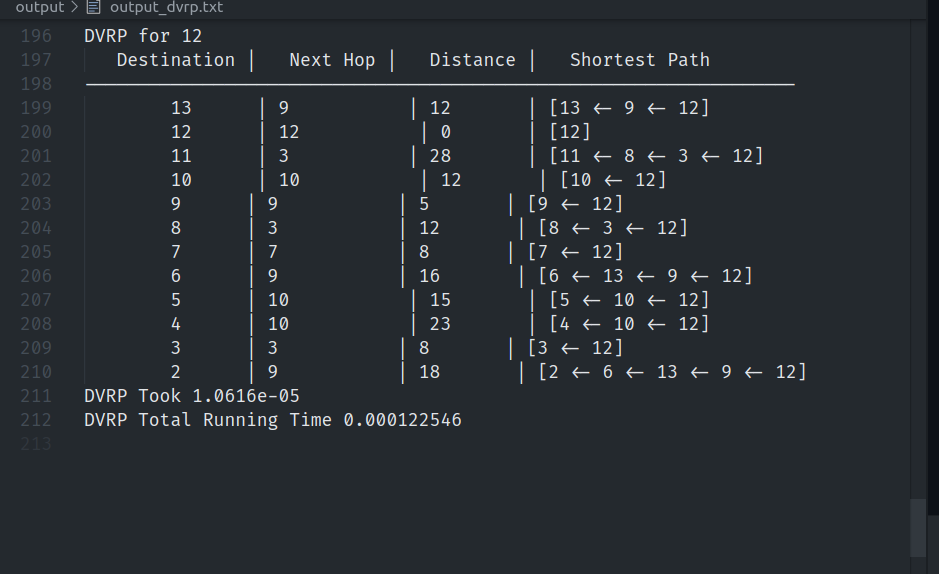 output > output_dvrp.txt
196 DVRP for 12
197 Destination | Next Hop | Distance | Shortest Path
198 ─────────────────────────────────────────
199 13 | 9 | 12 | [13 ← 9 ← 12]
200 12 | 12 | 0 | [12]
201 11 | 3 | 28 | [11 ← 8 ← 3 ← 12]
202 10 | 10 | 12 | [10 ← 12]
203 9 | 9 | 5 | [9 ← 12]
204 8 | 3 | 12 | [8 ← 3 ← 12]
205 7 | 7 | 8 | [7 ← 12]
206 6 | 9 | 16 | [6 ← 13 ← 9 ← 12]
207 5 | 10 | 15 | [5 ← 10 ← 12]
208 4 | 10 | 23 | [4 ← 10 ← 12]
209 3 | 3 | 8 | [3 ← 12]
210 2 | 9 | 18 | [2 ← 6 ← 13 ← 9 ← 12]
211 DVRP Took 1.0616e-05
212 DVRP Total Running Time 0.000122546
213